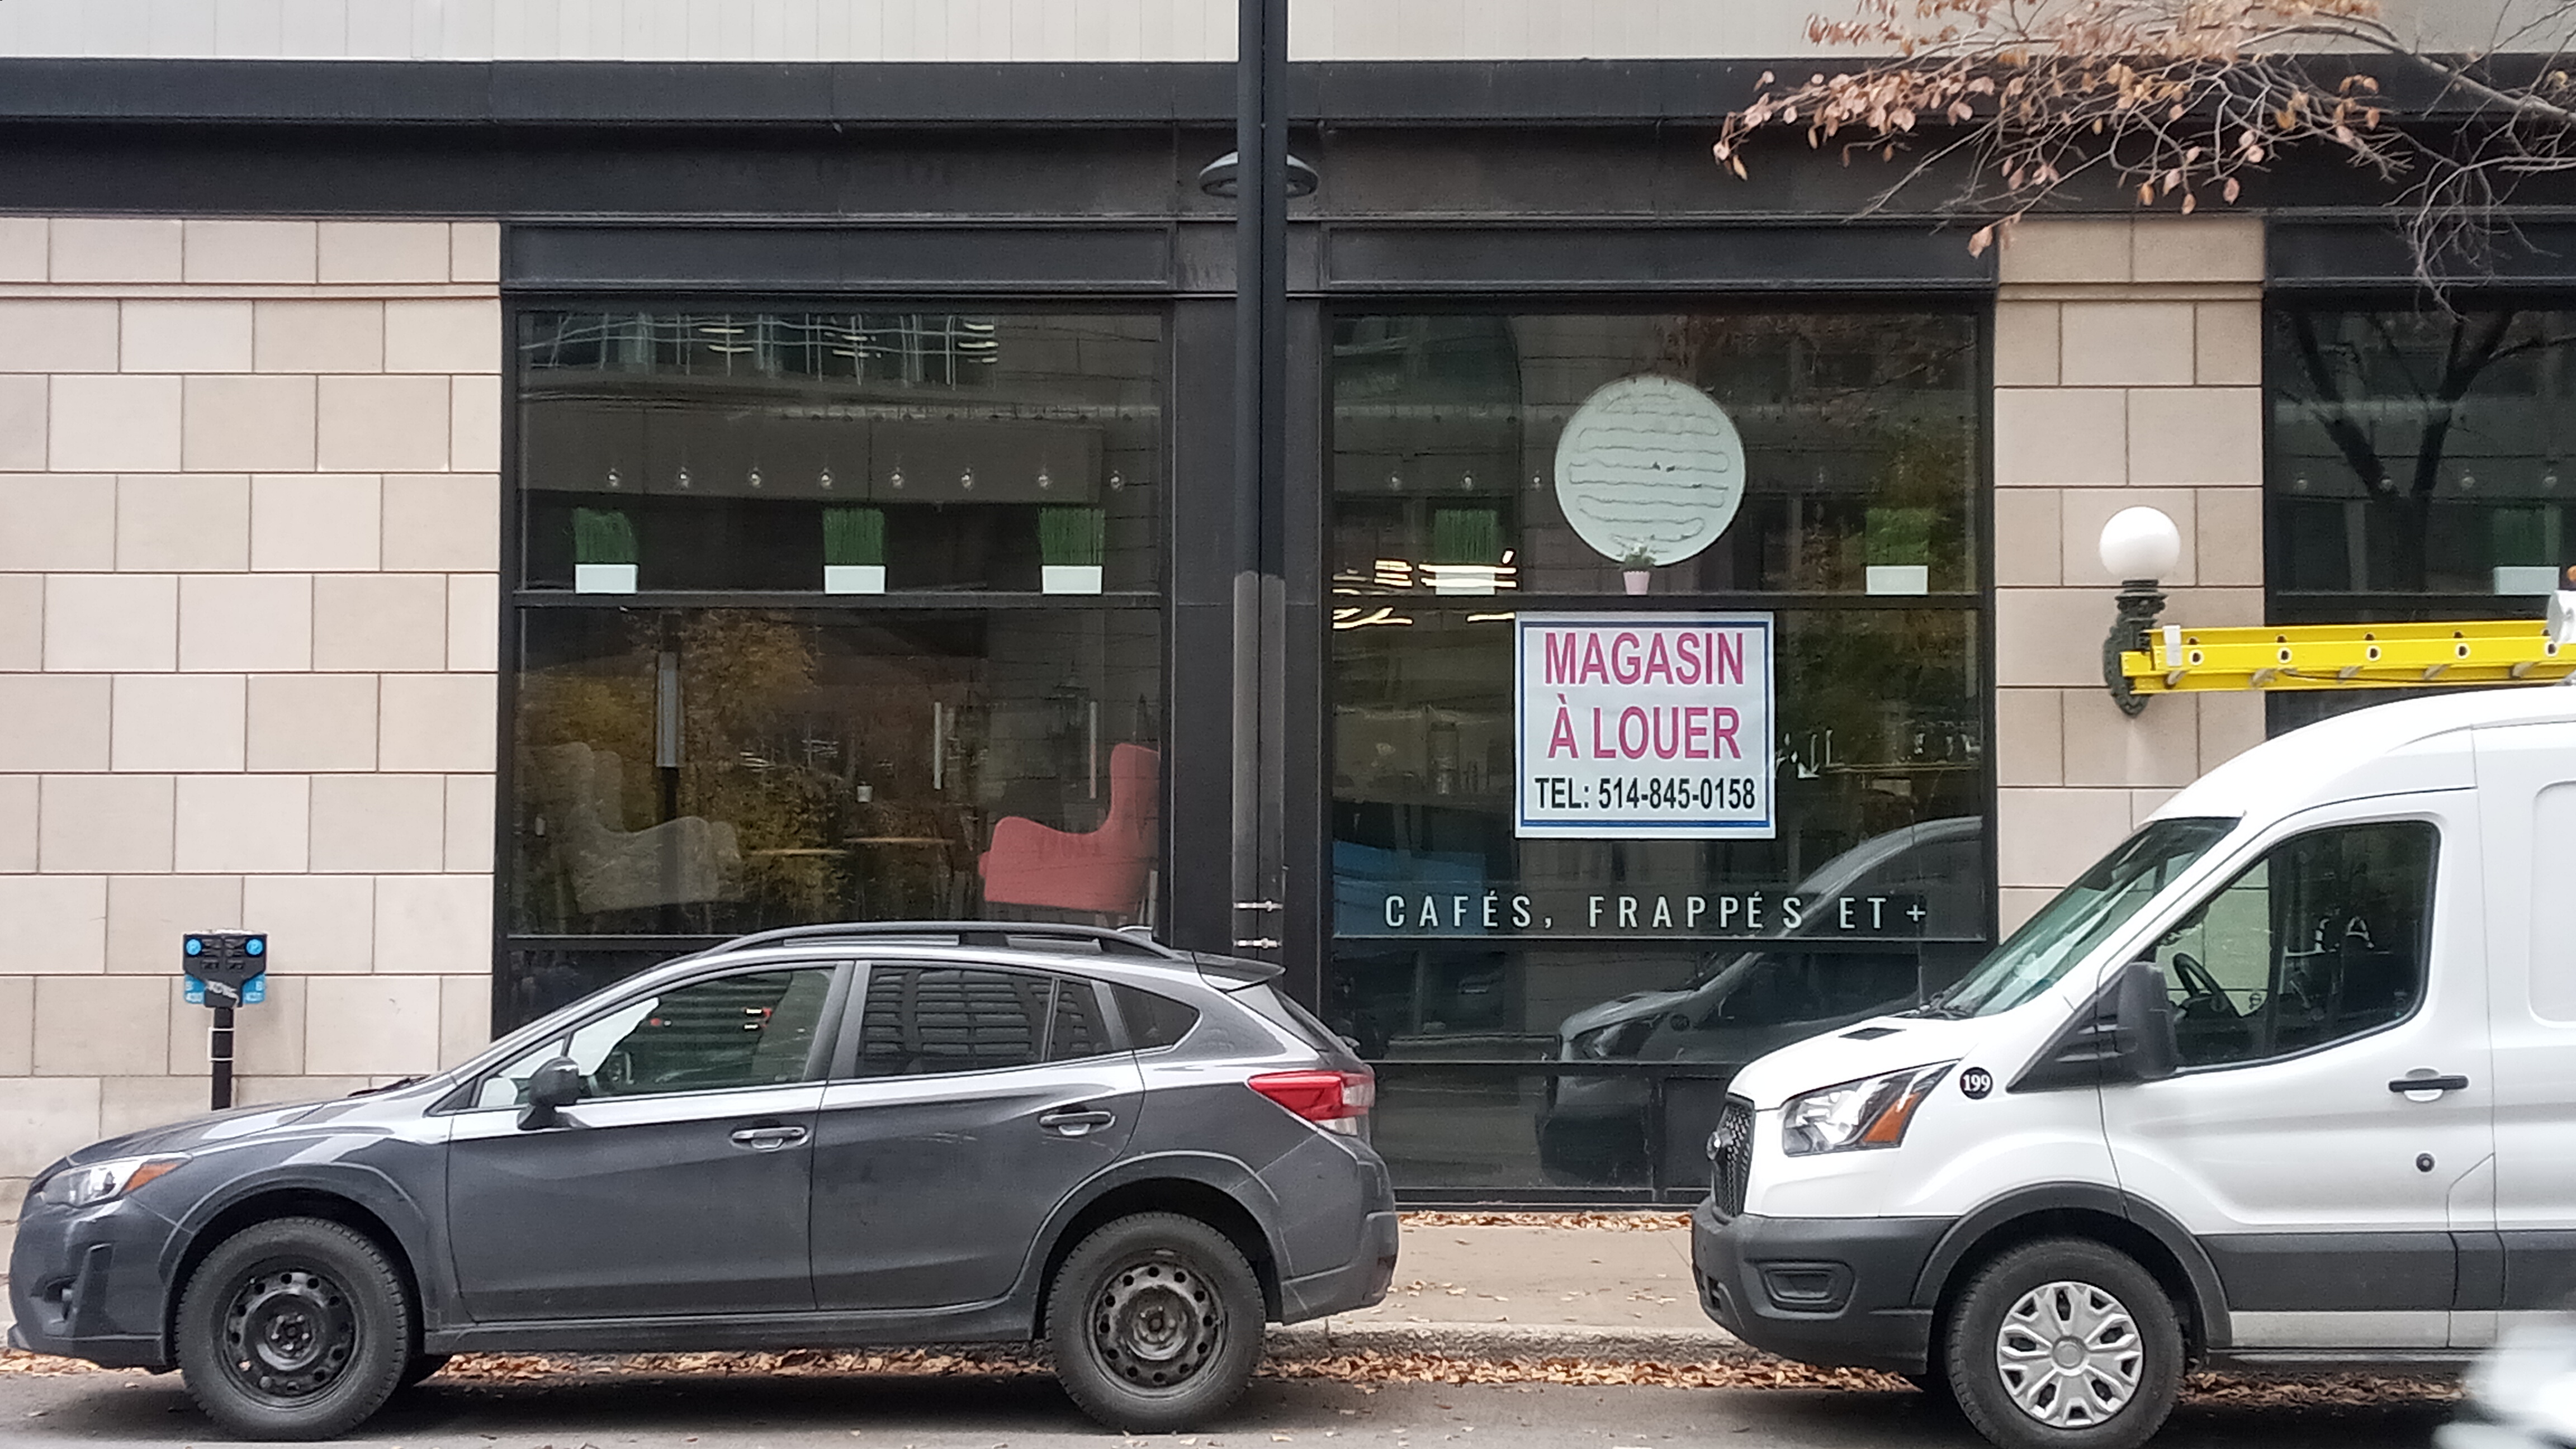 MAGASIN
À LOUER
TEL: 514-845-0158
CAFÉS, FRAPPÉS ET +
199